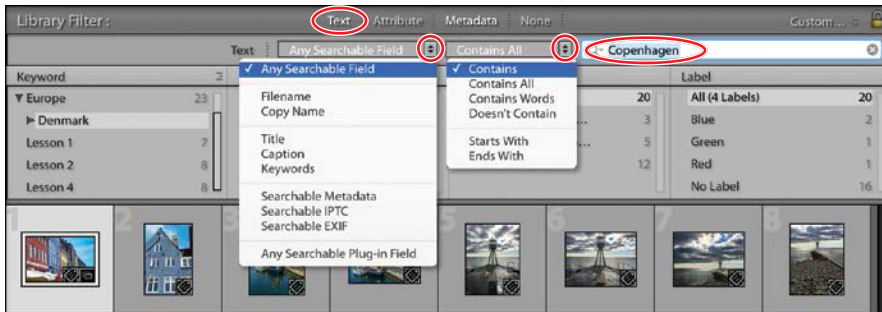 Library Filter :
Text Attribute Metadata None
Custom...
Text Any Searchable Field Contains All Copenhagen
Keyword
Europe 23
Denmark
Lesson 1 7
Lesson 2 8
Lesson 4 8
Any Searchable Field
Filename
Copy Name
Title
Caption
Keywords
Searchable Metadata
Searchable IPTC
Searchable EXIF
Any Searchable Plug-in Field
Contains
Contains All
Contains Words
Doesn't Contain
Starts With
Ends With
20
... 3
... 5
12
Label
All (4 Labels) 20
Blue 2
Green 1
Red 1
No Label 16
1 2 3 5 6 7 8